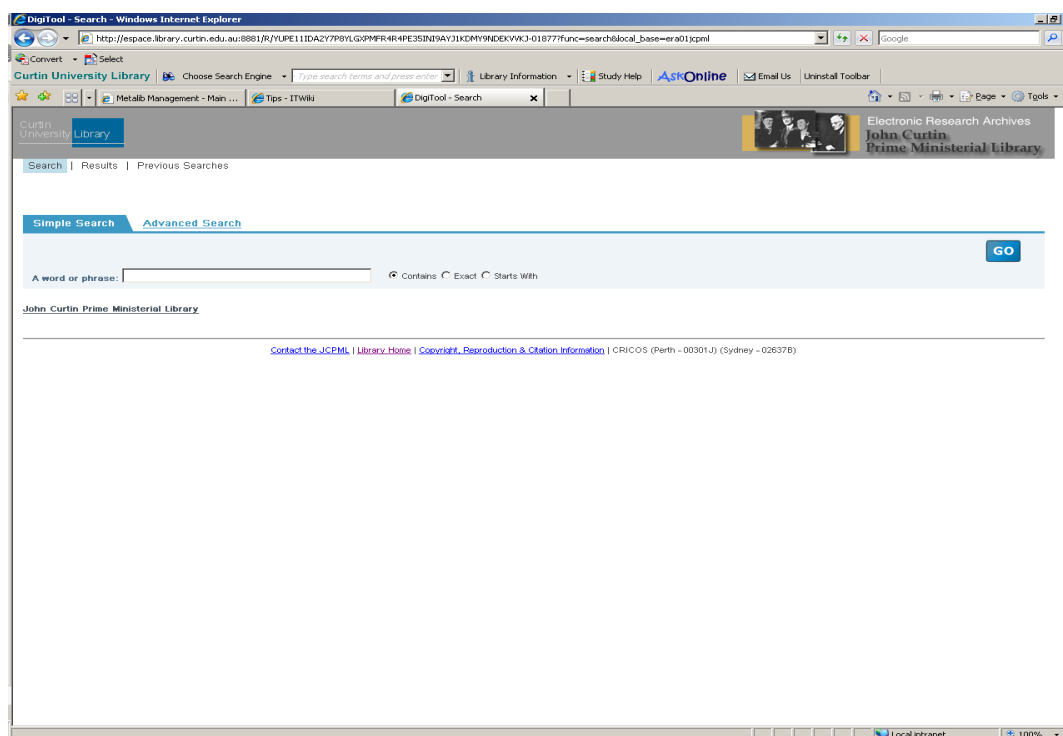 DigiTool - Search - Windows Internet Explorer
http://espace.library.curtin.edu.au:8881/R/YUPE11IDA2Y7P8YLGXPMFR4R4PE35INI9AYJ1KDMY9NDEKVVKJ-01877?func=search&local_base=era01jcpml Google
Convert Select
Curtin University Library Choose Search Engine Type search terms and press enter Library Information Study Help AskOnline Email Us Uninstall Toolbar
Metalib Management - Main ... Tips - ITWiki DigiTool - Search Page Tools
Curtin
University Library
Electronic Research Archives
John Curtin
Prime Ministerial Library
Search | Results | Previous Searches
Simple Search Advanced Search
GO
A word or phrase: Contains Exact Starts With
John Curtin Prime Ministerial Library
Contact the JCPML | Library Home | Copyright, Reproduction & Citation Information | CRICOS (Perth - 00301J) (Sydney - 02637B)
Local intranet 100%